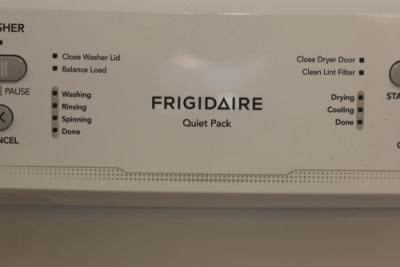 SHER
Close Washer Lid
Balance Load
PAUSE
Washing
Rinsing
Spinning
Done
NCEL
FRIGIDAIRE
Quiet Pack
Close Dryer Door
Clean Lint Filter
STA
Drying
Cooling
Done